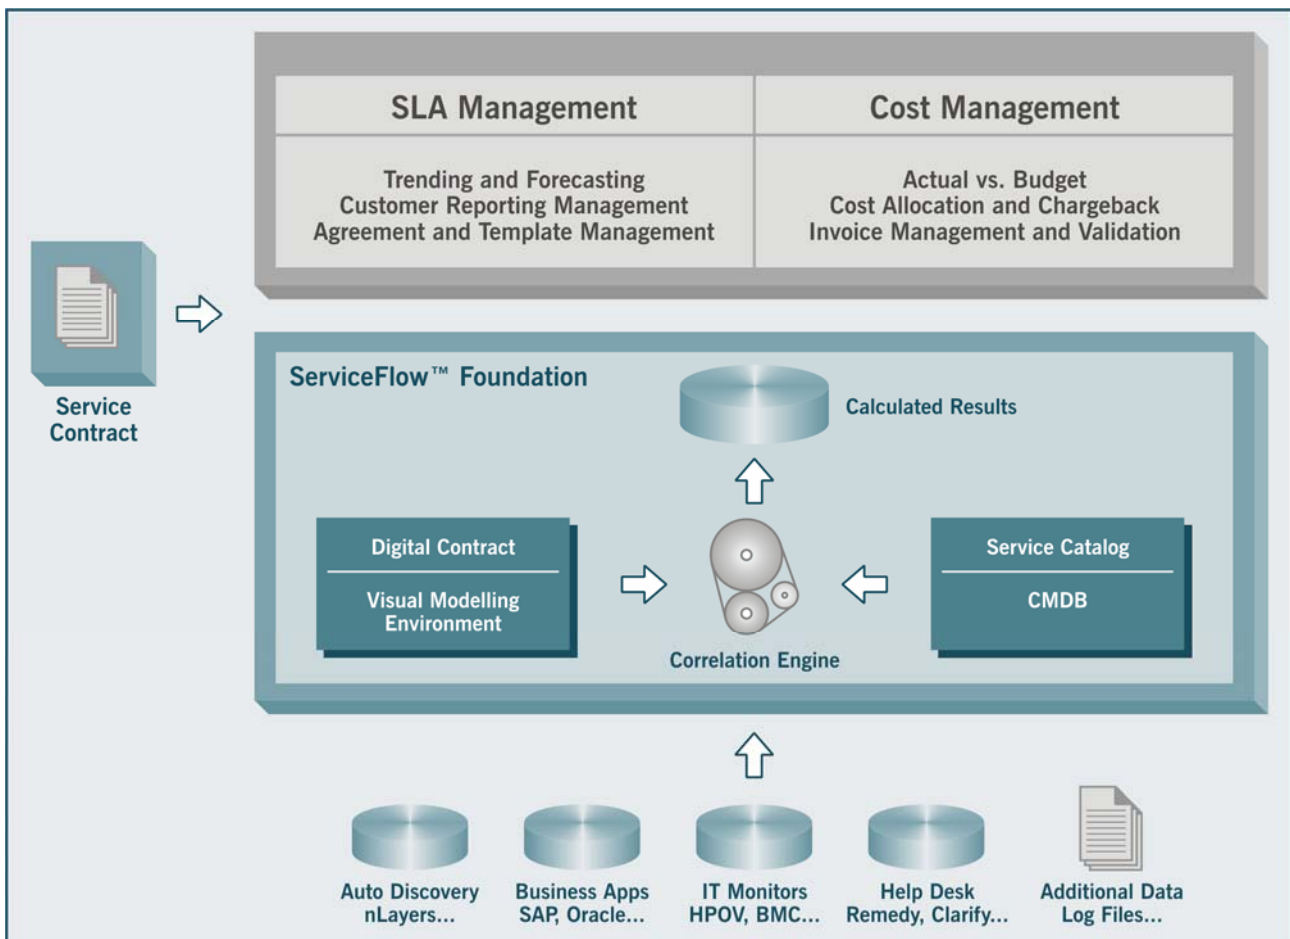 SLA Management
Cost Management
Trending and Forecasting
Customer Reporting Management
Agreement and Template Management
Actual vs. Budget
Cost Allocation and Chargeback
Invoice Management and Validation
Service
Contract
ServiceFlow™ Foundation
Calculated Results
Digital Contract
Visual Modelling
Environment
Correlation Engine
Service Catalog
CMDB
Auto Discovery
nLayers...
Business Apps
SAP, Oracle...
IT Monitors
HPOV, BMC...
Help Desk
Remedy, Clarify...
Additional Data
Log Files...